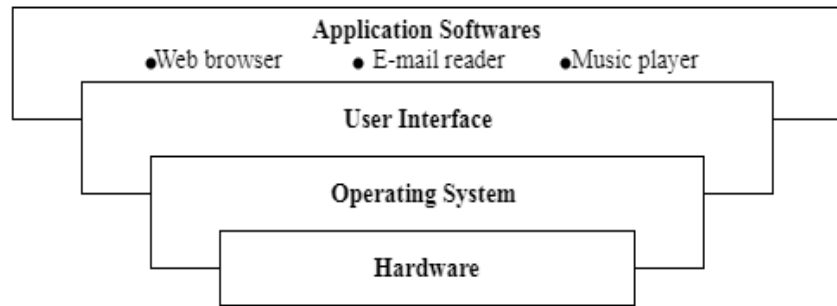 Application Softwares
●Web browser ● E-mail reader ●Music player
User Interface
Operating System
Hardware